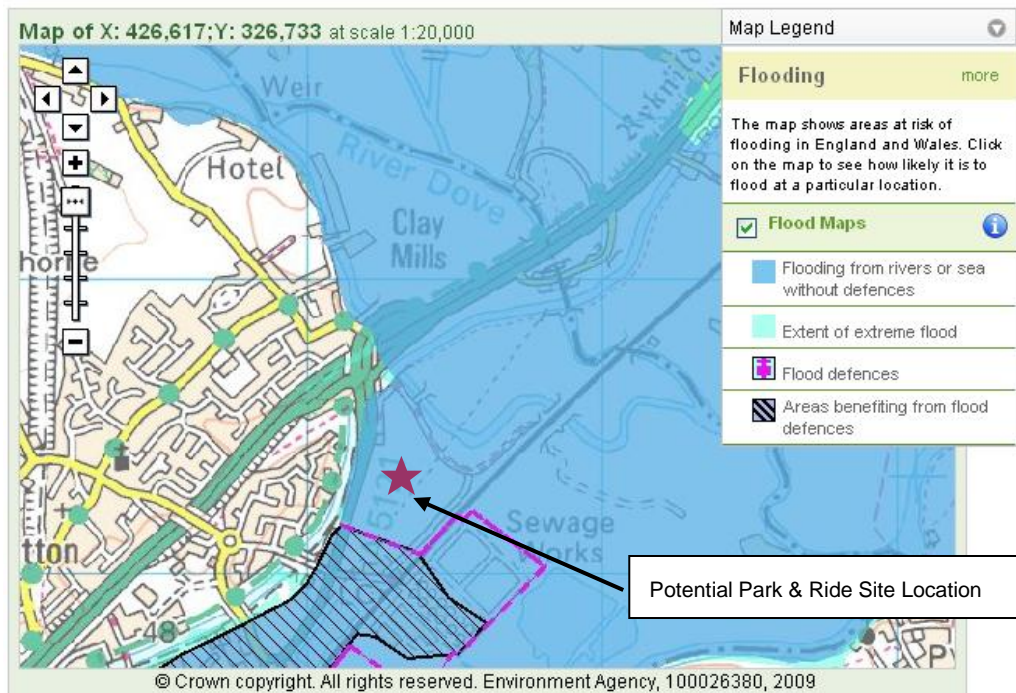 Map of X: 426,617;Y: 326,733 at scale 1:20,000
Map Legend
Flooding more
The map shows areas at risk of
flooding in England and Wales. Click
on the map to see how likely it is to
flood at a particular location.
Flood Maps
Flooding from rivers or sea
without defences
Extent of extreme flood
Flood defences
Areas benefiting from flood
defences
Weir
River Dove
Hotel
Clay
Mills
Sewage
Works
tton
48
P
Potential Park & Ride Site Location
© Crown copyright. All rights reserved. Environment Agency, 100026380, 2009